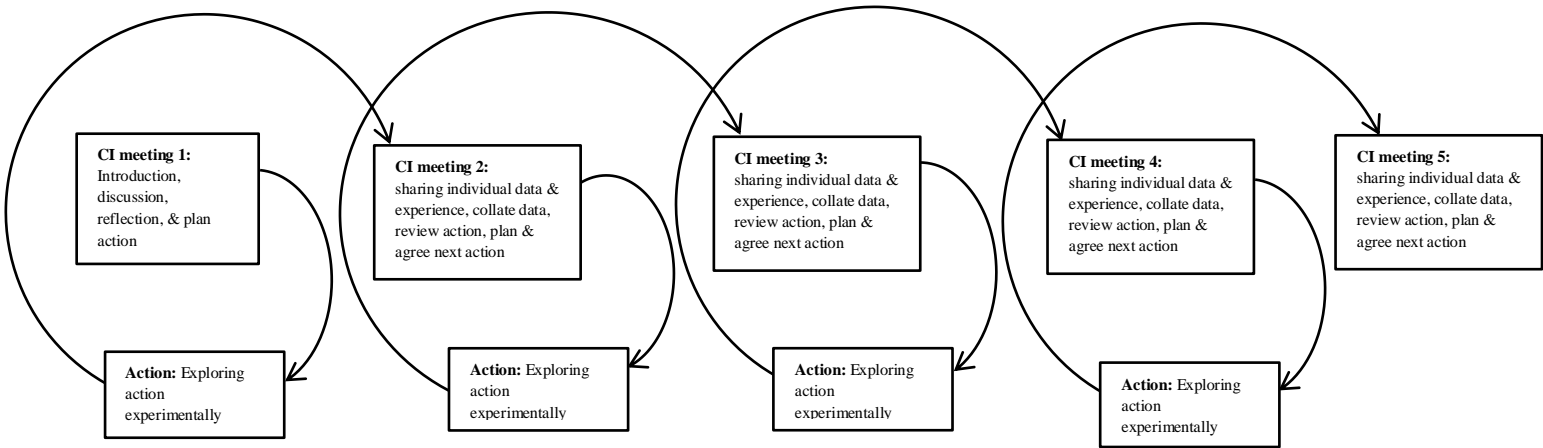 CI meeting 1:
Introduction,
discussion,
reflection, & plan
action
CI meeting 2:
sharing individual data &
experience, collate data,
review action, plan &
agree next action
CI meeting 3:
sharing individual data &
experience, collate data,
review action, plan &
agree next action
CI meeting 4:
sharing individual data &
experience, collate data,
review action, plan &
agree next action
CI meeting 5:
sharing individual data &
experience, collate data,
review action, plan &
agree next action
Action: Exploring
action
experimentally
Action: Exploring
action
experimentally
Action: Exploring
action
experimentally
Action: Exploring
action
experimentally